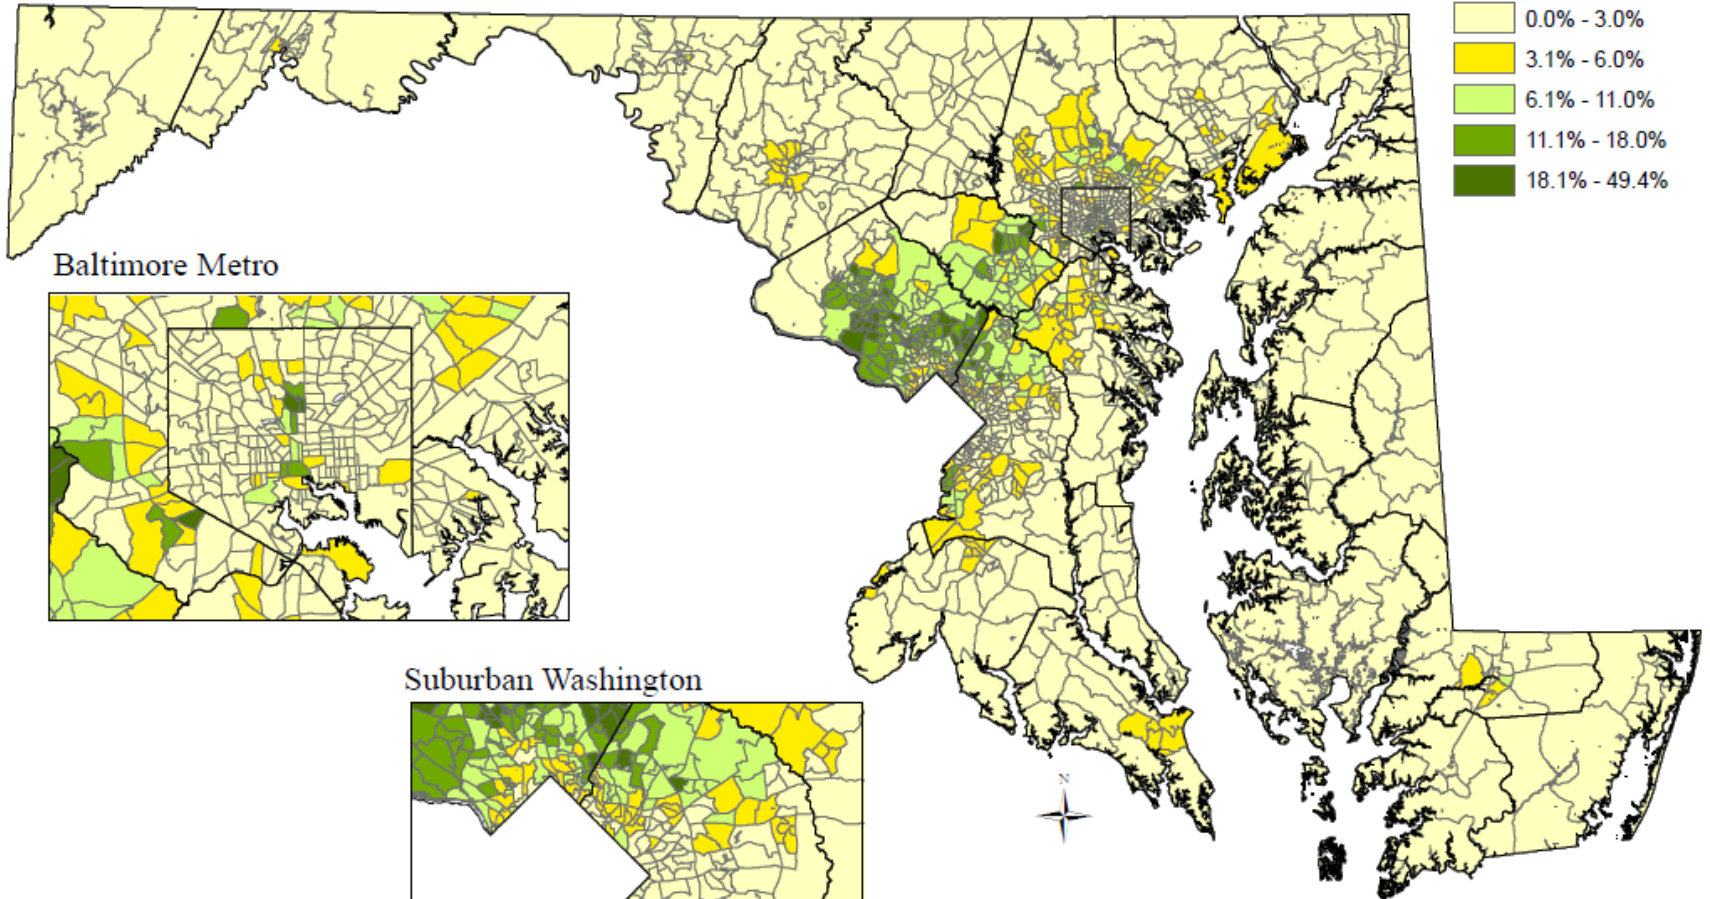 0.0% - 3.0%
3.1% - 6.0%
6.1% - 11.0%
11.1% - 18.0%
18.1% - 49.4%
Baltimore Metro
Suburban Washington
N